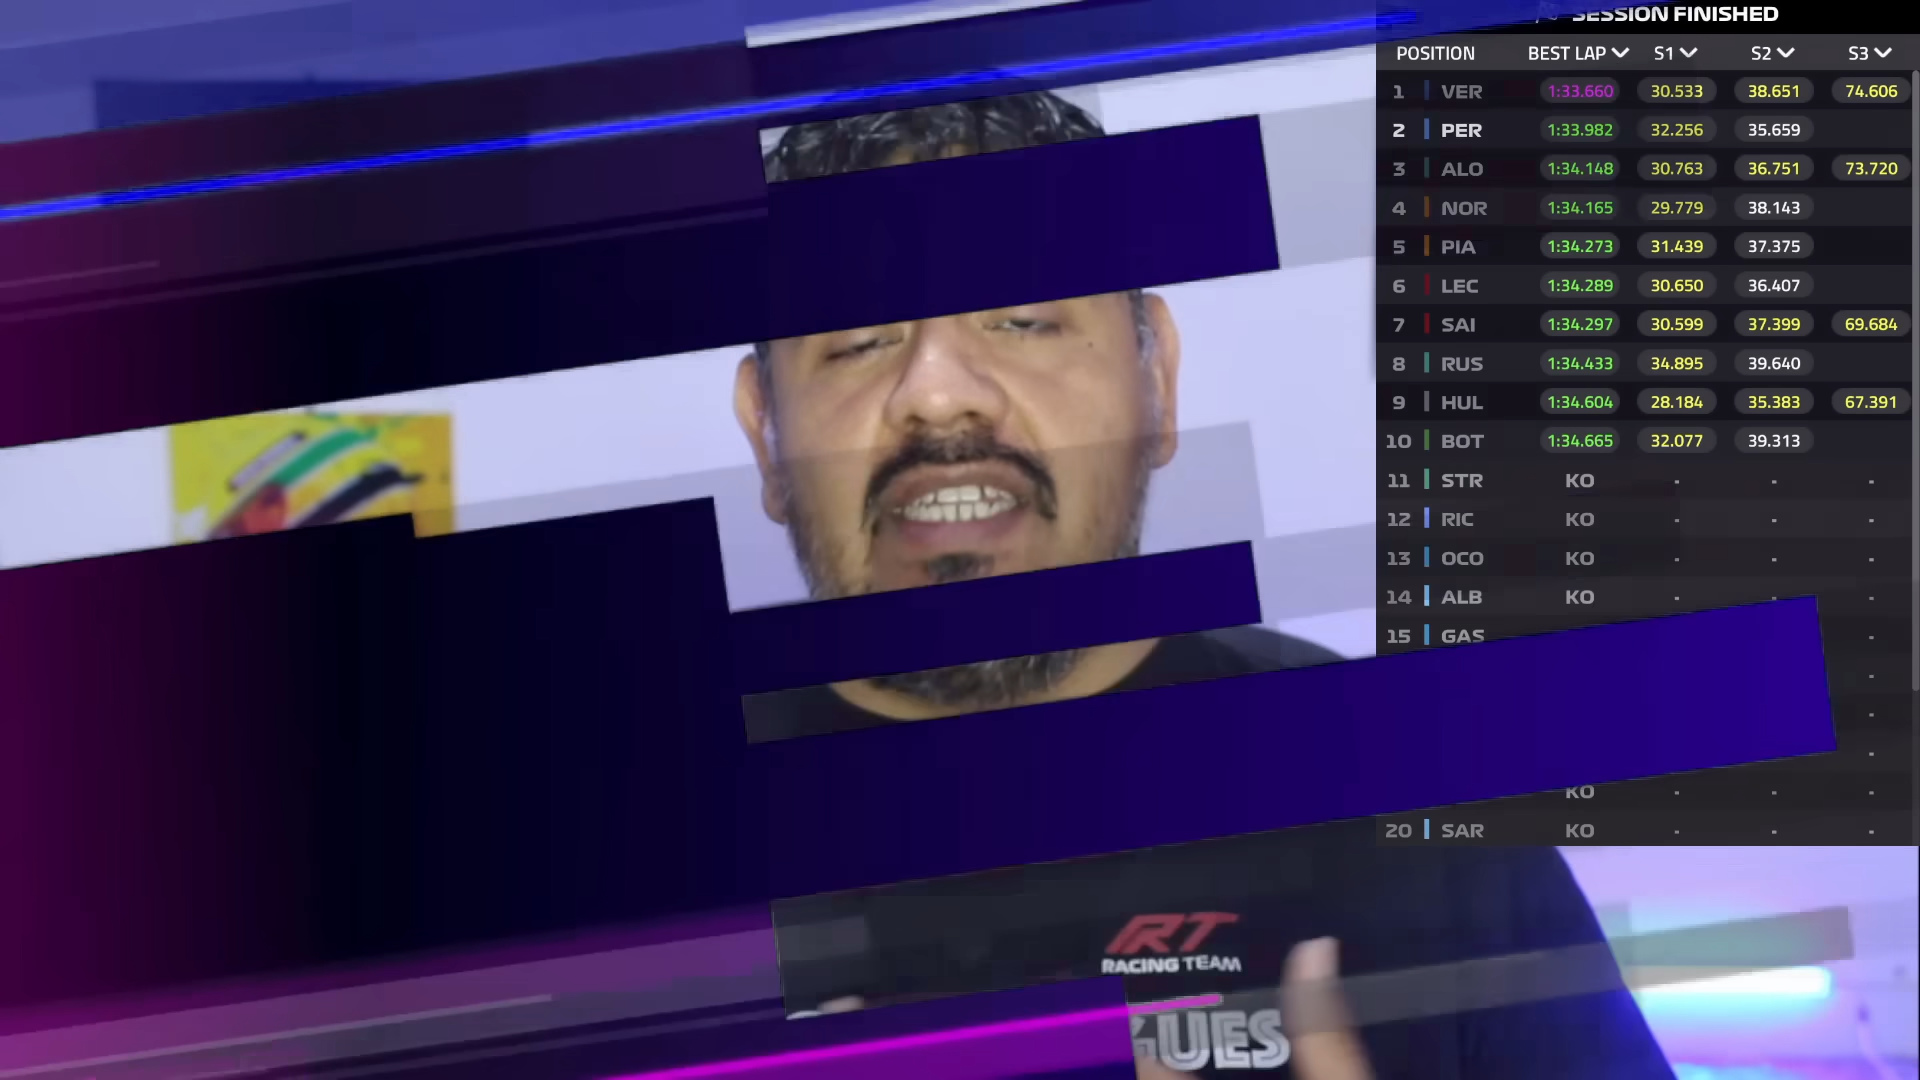 SESSION FINISHED
POSITION BEST LAP S1 S2 S3
1 VER 1:33.660 30.533 38.651 74.606
2 PER 1:33.982 32.256 35.659
3 ALO 1:34.148 30.763 36.751 73.720
4 NOR 1:34.165 29.779 38.143
5 PIA 1:34.273 31.439 37.375
6 LEC 1:34.289 30.650 36.407
7 SAI 1:34.297 30.599 37.399 69.684
8 RUS 1:34.433 34.895 39.640
9 HUL 1:34.604 28.184 35.383 67.391
10 BOT 1:34.665 32.077 39.313
11 STR KO - - -
12 RIC KO - - -
13 OCO KO - - -
14 ALB KO - - -
15 GAS -
-
-
-
KO - - -
20 SAR KO - - -
RT
RACING TEAM
GUES